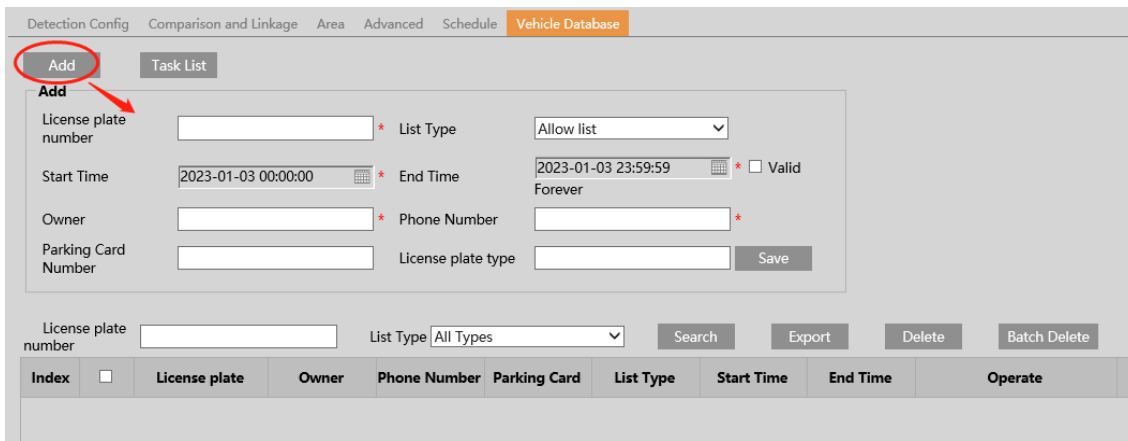 Detection Config Comparison and Linkage Area Advanced Schedule Vehicle Database
Add Task List
Add
License plate
number * List Type Allow list
Start Time 2023-01-03 00:00:00 * End Time 2023-01-03 23:59:59 * Valid
Forever
Owner * Phone Number *
Parking Card
Number License plate type Save
License plate
number List Type All Types Search Export Delete Batch Delete
Index License plate Owner Phone Number Parking Card List Type Start Time End Time Operate